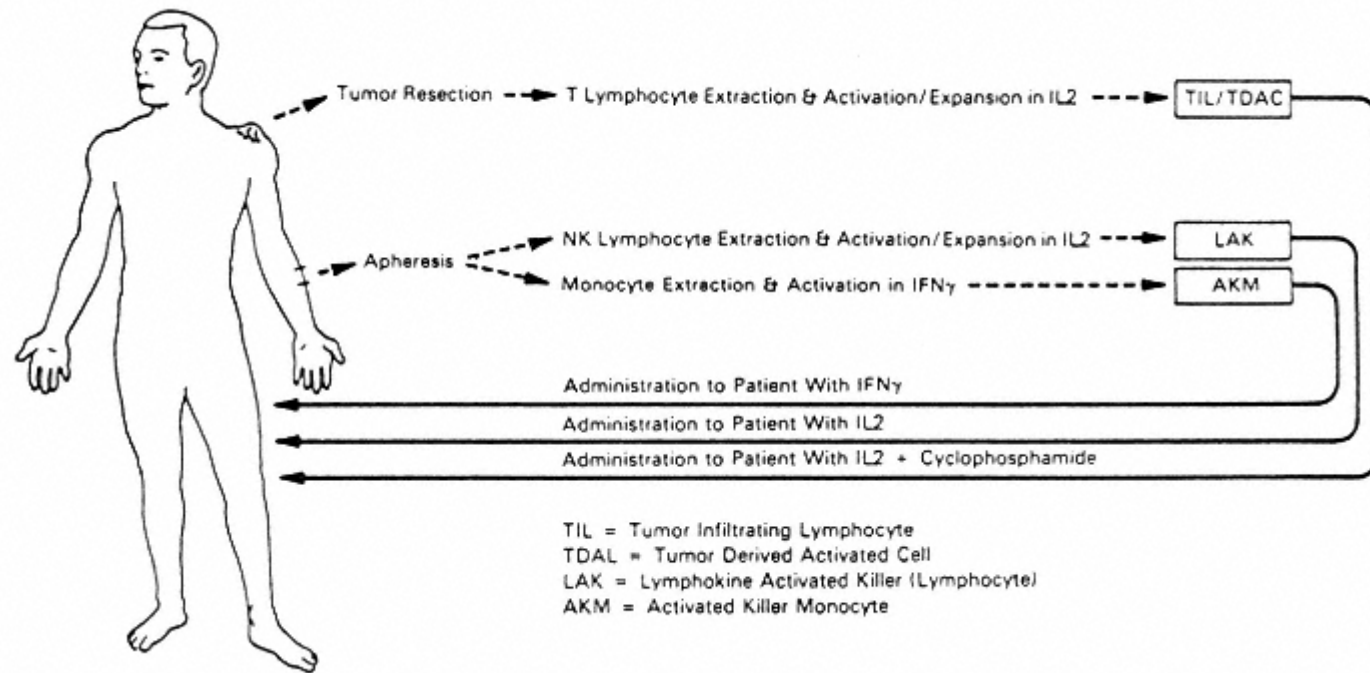 Tumor Resection
T Lymphocyte Extraction & Activation/Expansion in IL2
TIL/TDAC
Apheresis
NK Lymphocyte Extraction & Activation/Expansion in IL2
LAK
Monocyte Extraction & Activation in IFNγ
AKM
Administration to Patient With IFNγ
Administration to Patient With IL2
Administration to Patient With IL2 + Cyclophosphamide
TIL = Tumor Infiltrating Lymphocyte
TDAL = Tumor Derived Activated Cell
LAK = Lymphokine Activated Killer (Lymphocyte)
AKM = Activated Killer Monocyte